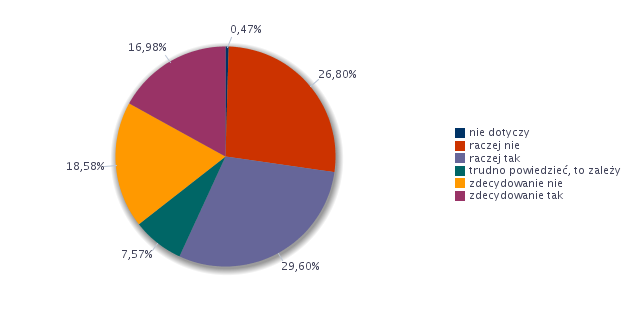 0,47%
16,98%
26,80%
18,58%
7,57%
29,60%
nie dotyczy
raczej nie
raczej tak
trudno powiedzieć, to zależy
zdecydowanie nie
zdecydowanie tak